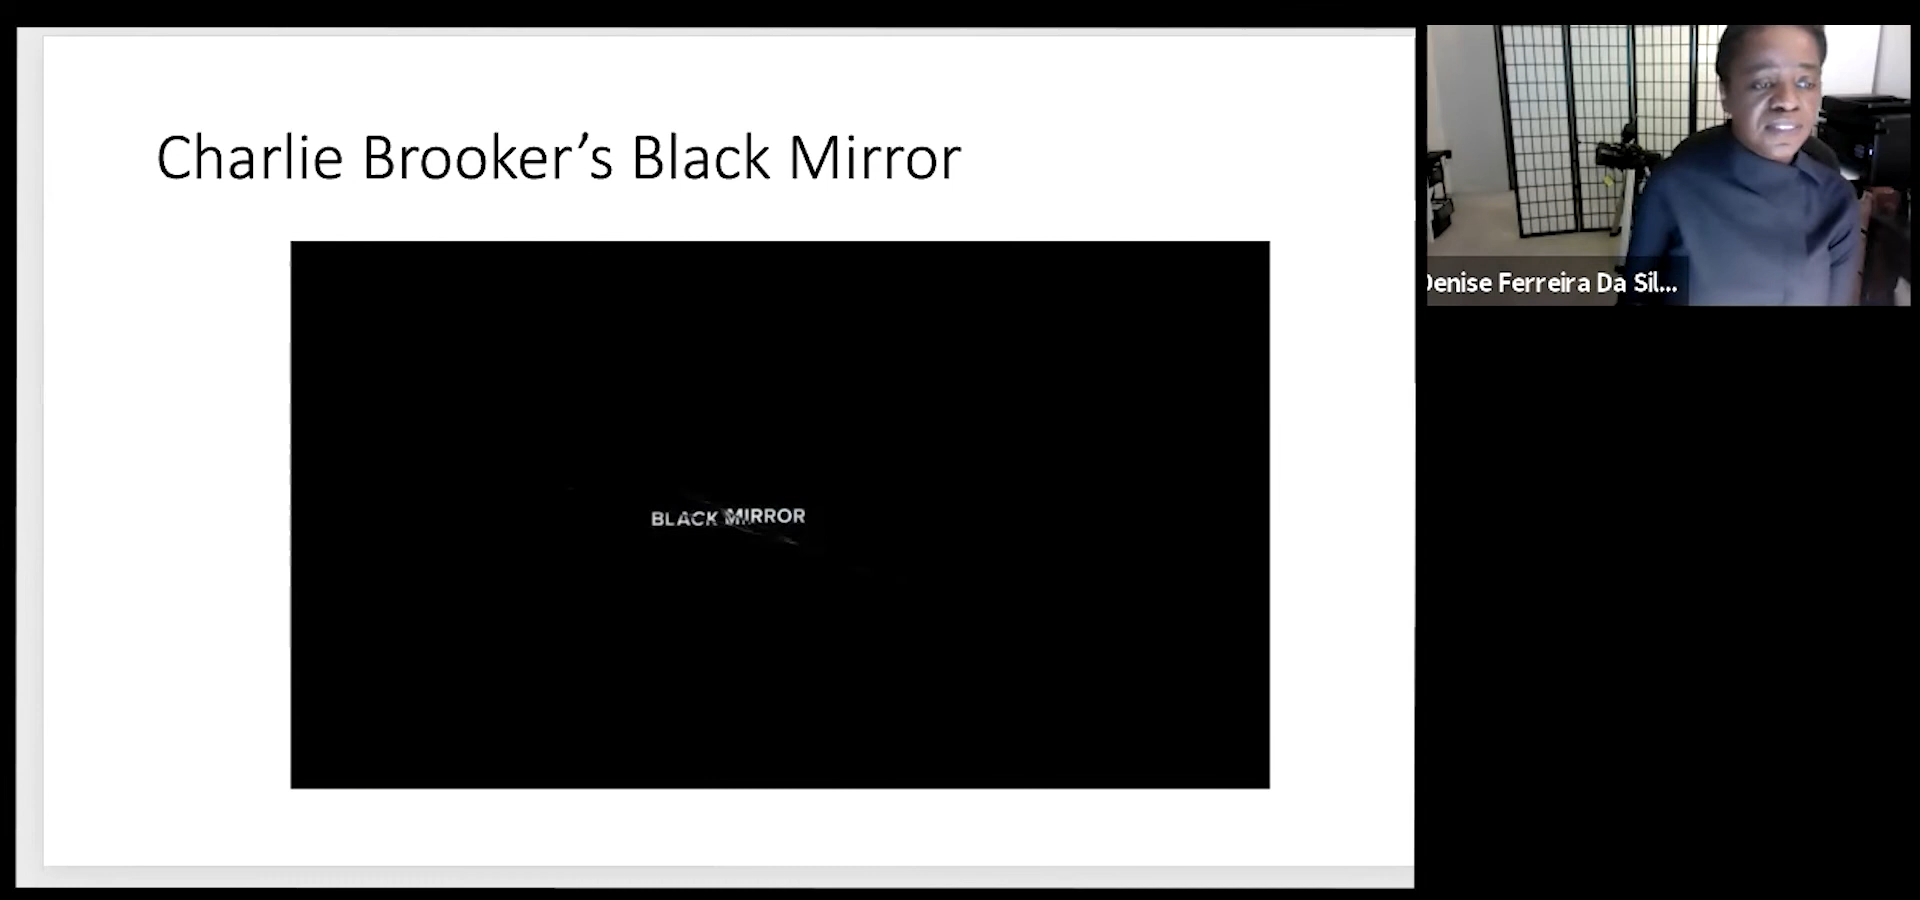 Charlie Brooker’s Black Mirror
BLACK MIRROR
Denise Ferreira Da Sil...